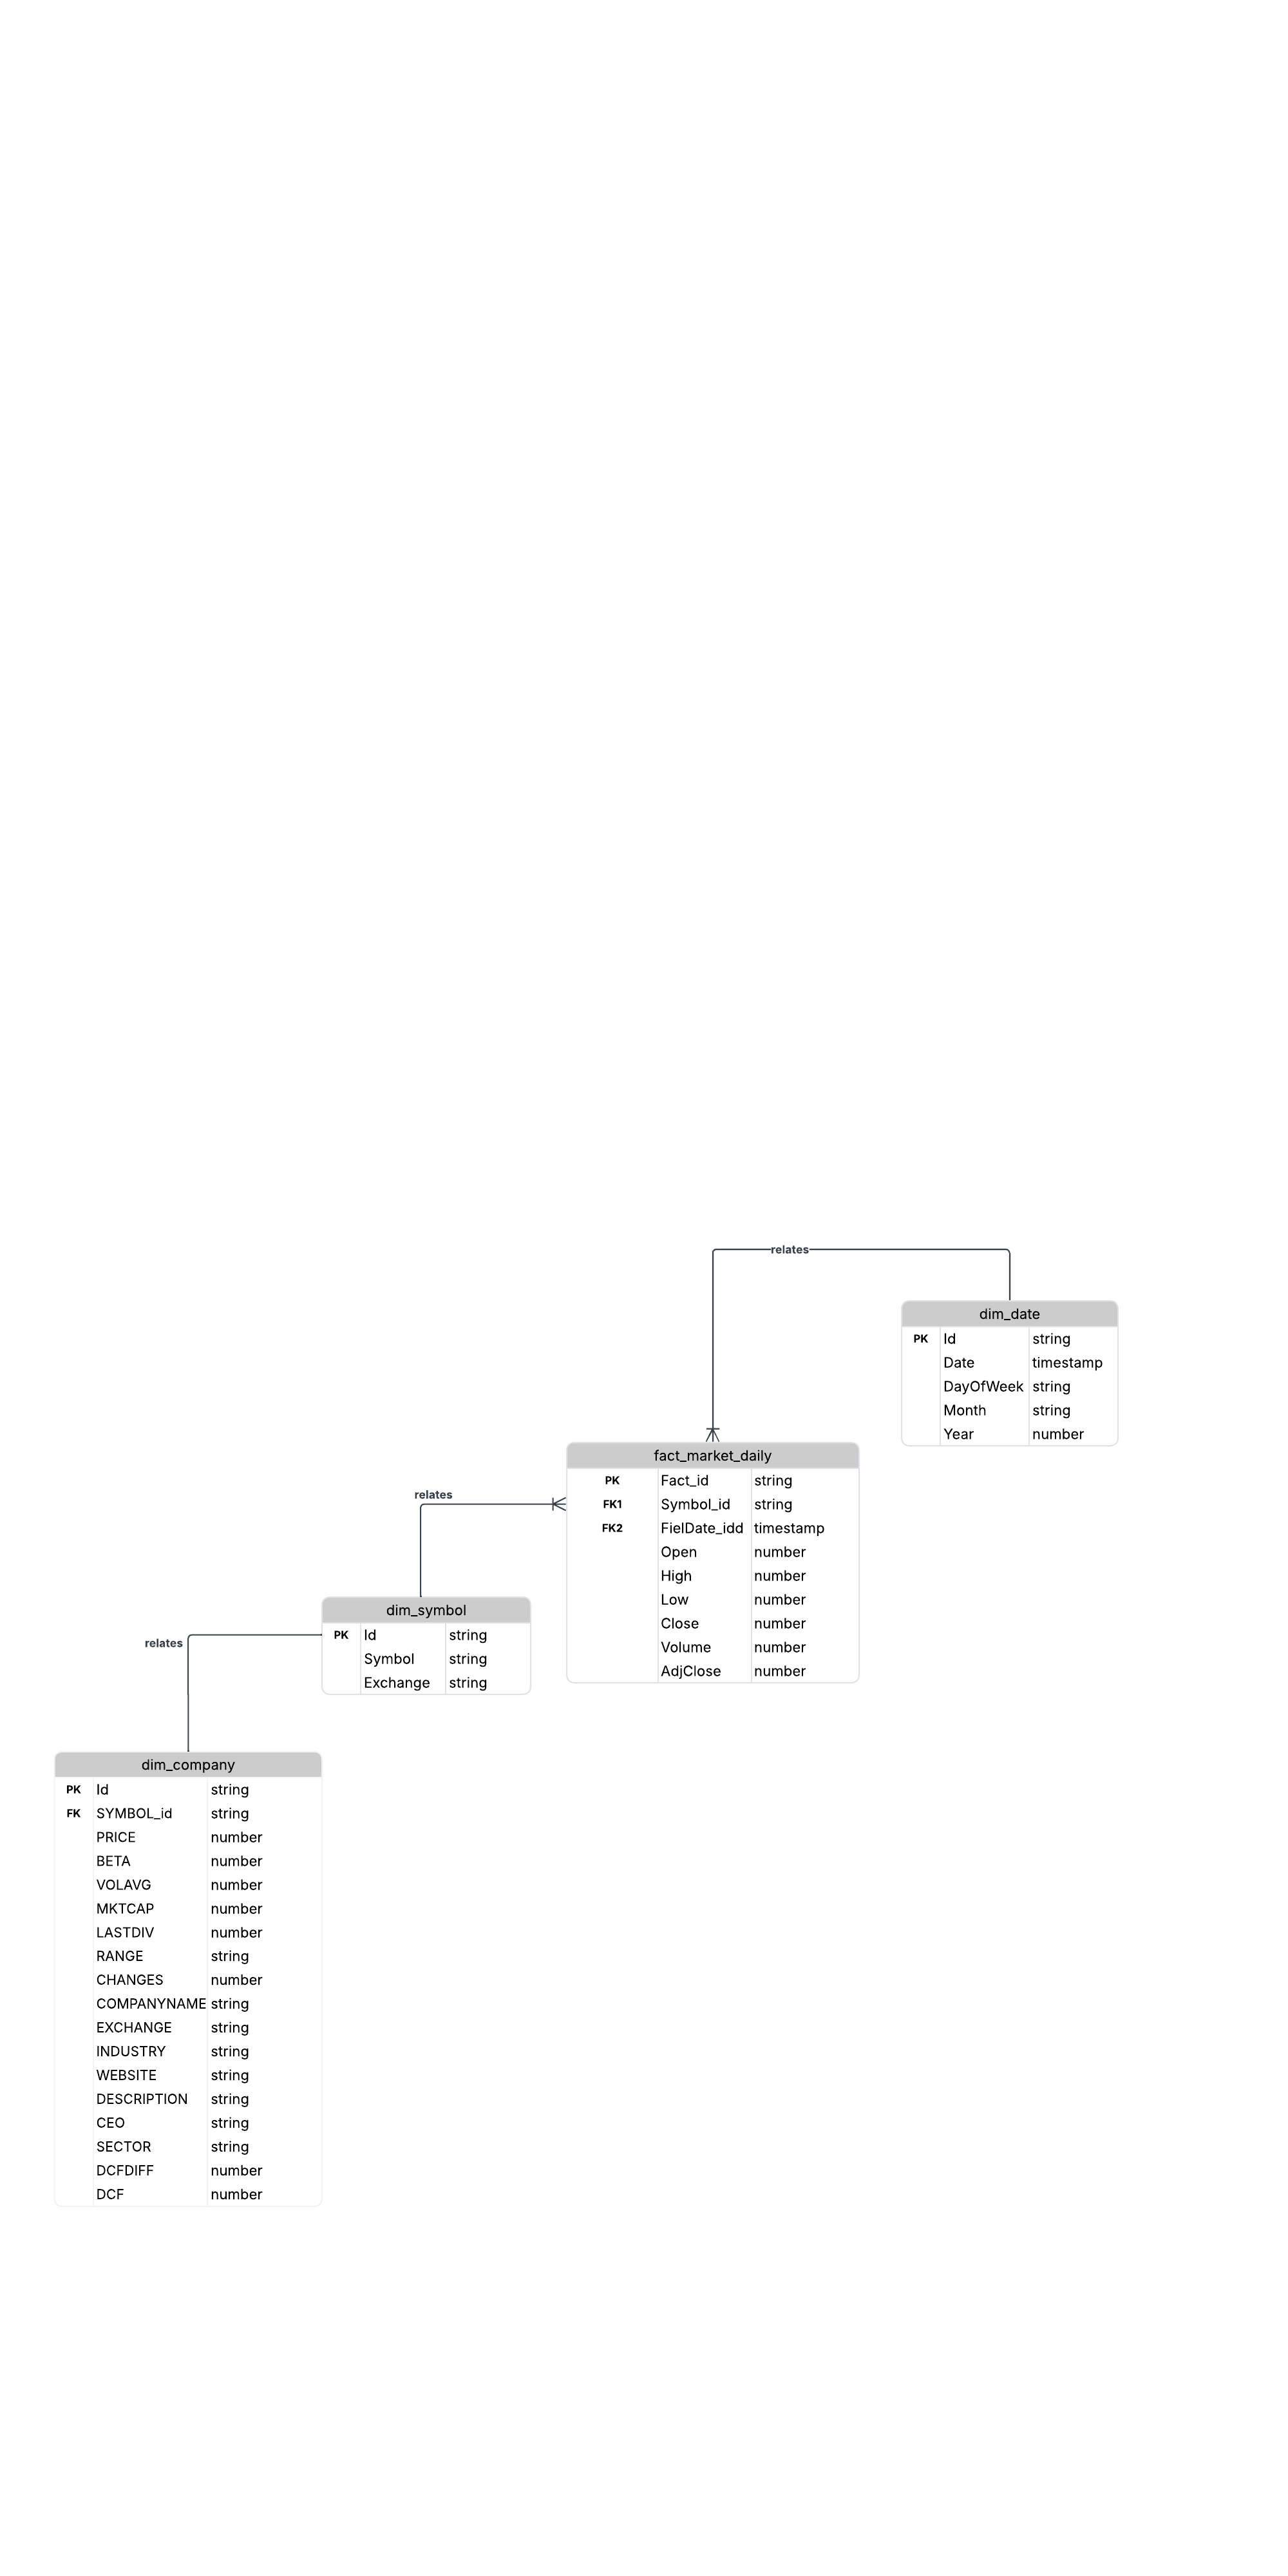 relates
dim_date
PK Id string
Date timestamp
DayOfWeek string
Month string
Year number
fact_market_daily
PK Fact_id string
FK1 Symbol_id string
FK2 FielDate_idd timestamp
Open number
High number
Low number
Close number
Volume number
AdjClose number
relates
dim_symbol
PK Id string
Symbol string
Exchange string
relates
dim_company
PK Id string
FK SYMBOL_id string
PRICE number
BETA number
VOLAVG number
MKTCAP number
LASTDIV number
RANGE string
CHANGES number
COMPANYNAME string
EXCHANGE string
INDUSTRY string
WEBSITE string
DESCRIPTION string
CEO string
SECTOR string
DCFDIFF number
DCF number